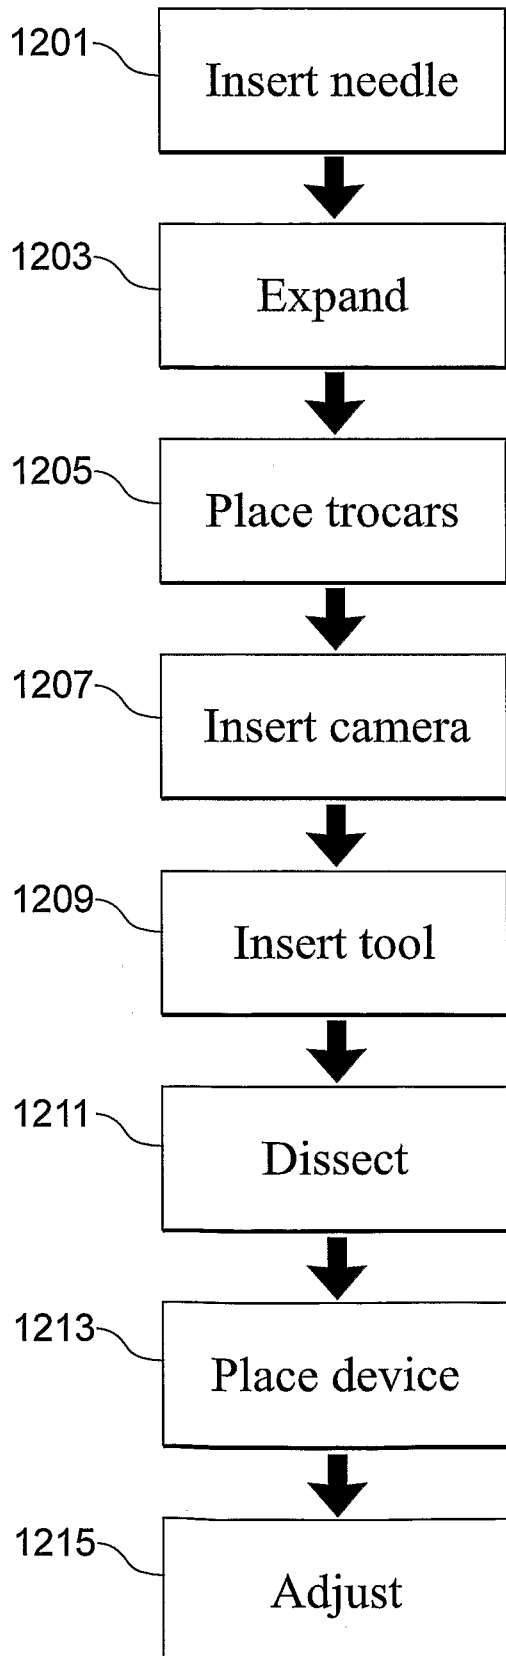 1201
Insert needle
1203
Expand
1205
Place trocars
1207
Insert camera
1209
Insert tool
1211
Dissect
1213
Place device
1215
Adjust